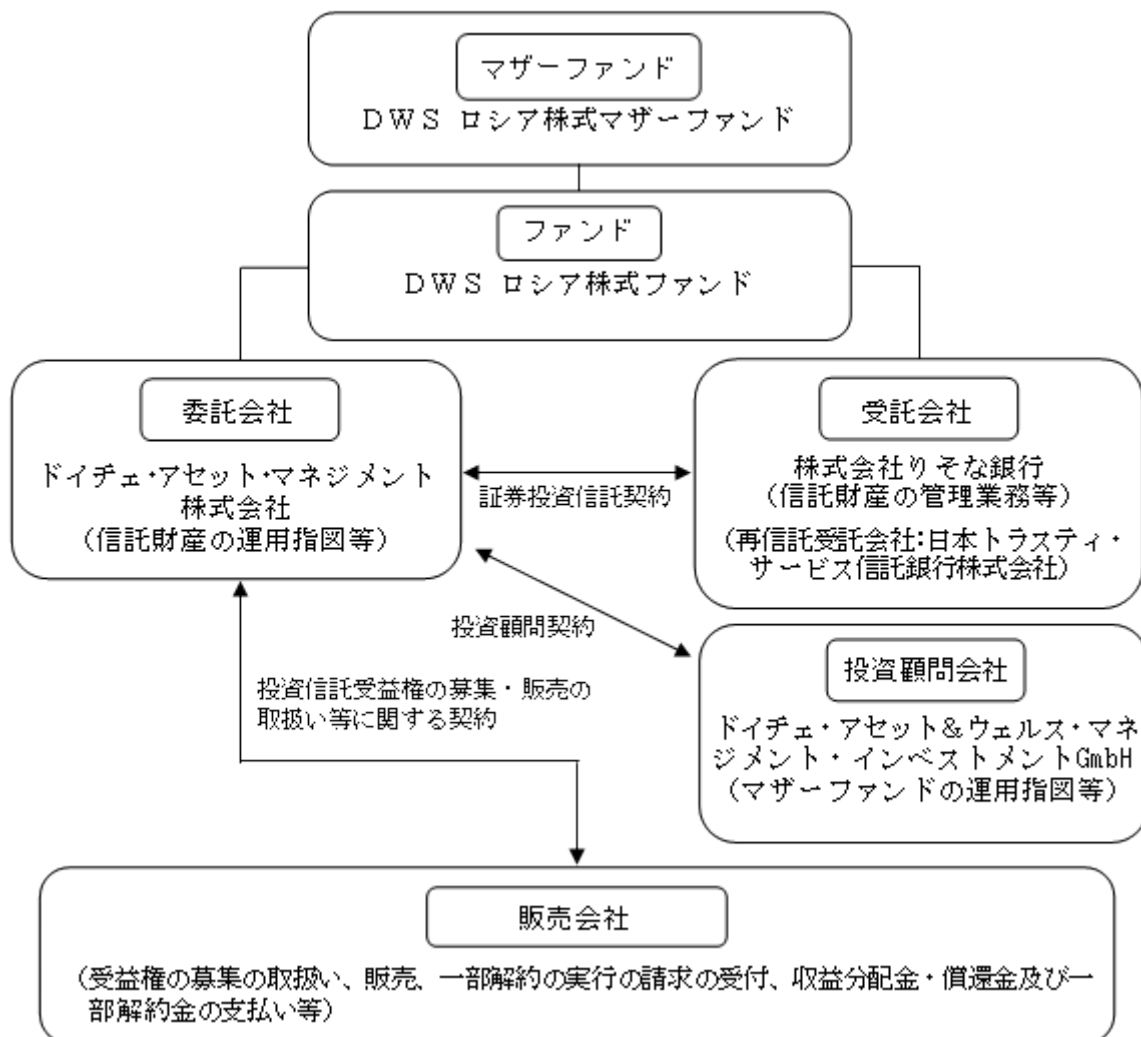 マザーファンド
ＤＷＳ ロシア株式マザーファンド
ファンド
ＤＷＳ ロシア株式ファンド
委託会社
ドイチェ・アセット・マネジメント
株式会社
（信託財産の運用指図等）
証券投資信託契約
受託会社
株式会社りそな銀行
（信託財産の管理業務等）
（再信託受託会社：日本トラスティ・
サービス信託銀行株式会社）
投資顧問契約
投資顧問会社
ドイチェ・アセット＆ウェルス・マネ
ジメント・インベストメントGmbH
（マザーファンドの運用指図等）
投資信託受益権の募集・販売の
取扱い等に関する契約
販売会社
（受益権の募集の取扱い、販売、一部解約の実行の請求の受付、収益分配金・償還金及び一
部解約金の支払い等）